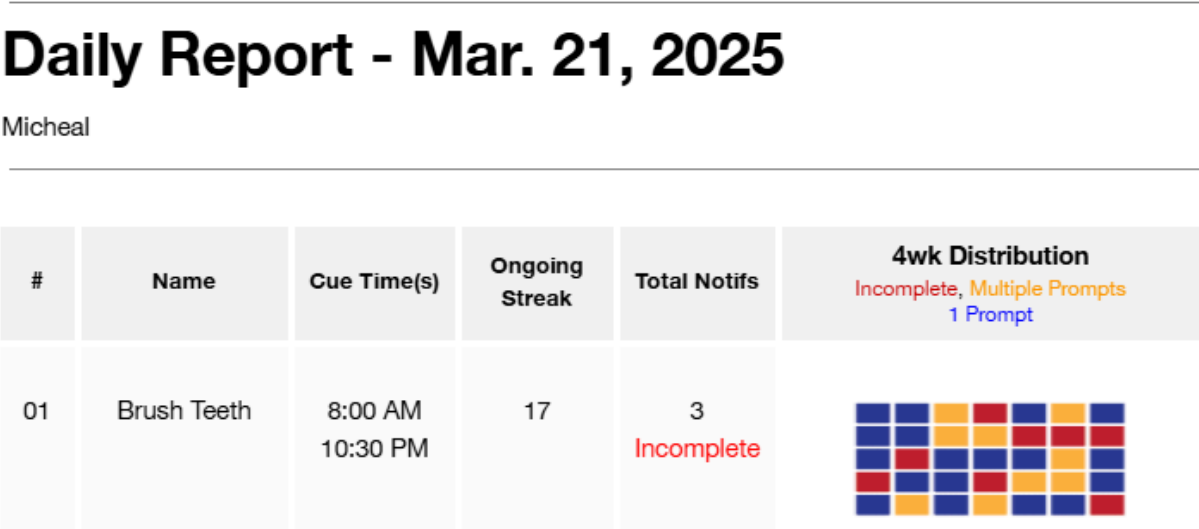 Daily Report - Mar. 21, 2025
Micheal
# Name Cue Time(s) Ongoing Streak Total Notifs 4wk Distribution
Incomplete, Multiple Prompts
1 Prompt
01 Brush Teeth 8:00 AM 17 3
10:30 PM Incomplete